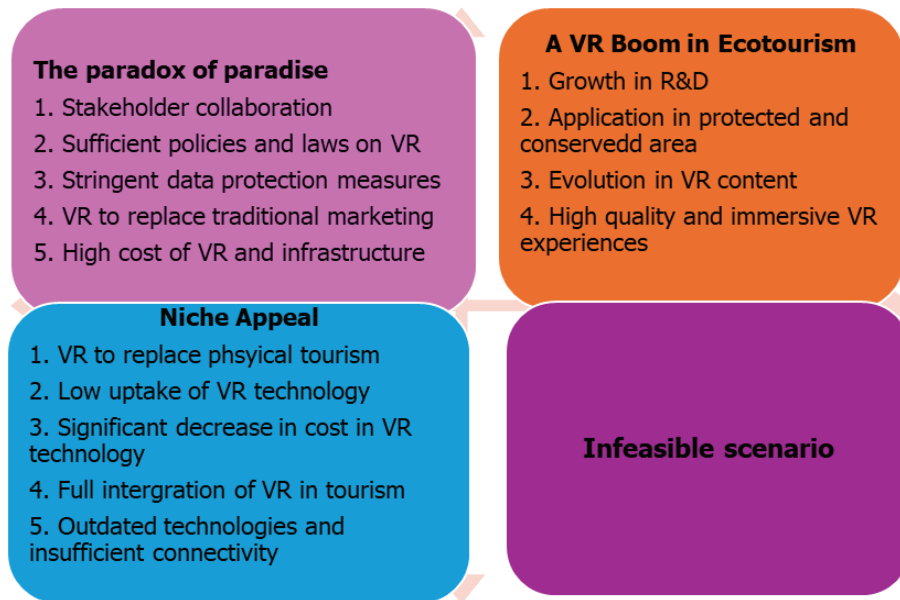 The paradox of paradise
1. Stakeholder collaboration
2. Sufficient policies and laws on VR
3. Stringent data protection measures
4. VR to replace traditional marketing
5. High cost of VR and infrastructure
A VR Boom in Ecotourism
1. Growth in R&D
2. Application in protected and
conservedd area
3. Evolution in VR content
4. High quality and immersive VR
experiences
Niche Appeal
1. VR to replace phsyical tourism
2. Low uptake of VR technology
3. Significant decrease in cost in VR
technology
4. Full intergration of VR in tourism
5. Outdated technologies and
insufficient connectivity
Infeasible scenario